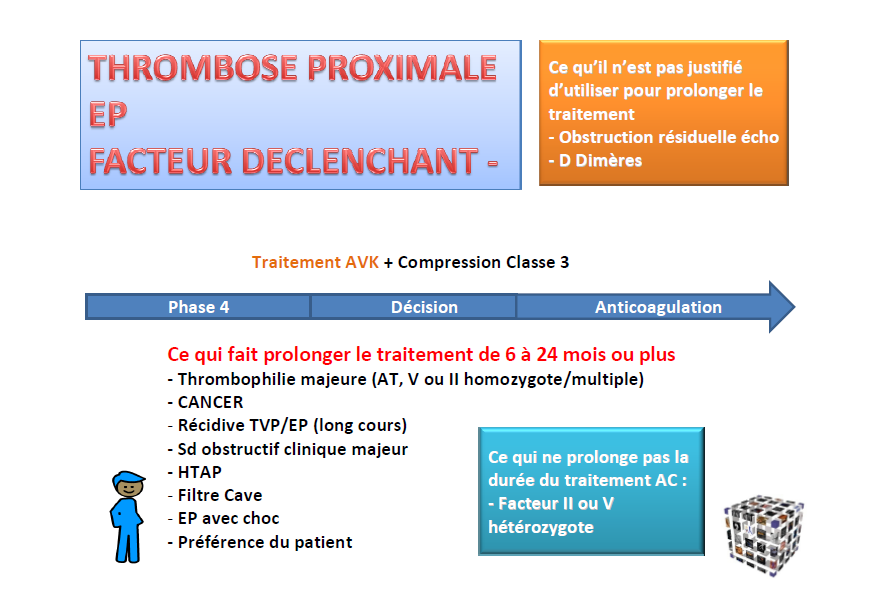 THROMBOSE PROXIMALE
EP
FACTEUR DECLENCHANT -
Ce qu’il n’est pas justifié
d’utiliser pour prolonger le
traitement
- Obstruction résiduelle écho
- D Dimères
Traitement AVK + Compression Classe 3
Phase 4 Décision Anticoagulation
Ce qui fait prolonger le traitement de 6 à 24 mois ou plus
- Thrombophilie majeure (AT, V ou II homozygote/multiple)
- CANCER
- Récidive TVP/EP (long cours)
- Sd obstructif clinique majeur
- HTAP
- Filtre Cave
- EP avec choc
- Préférence du patient
Ce qui ne prolonge pas la
durée du traitement AC :
- Facteur II ou V
hétérozygote